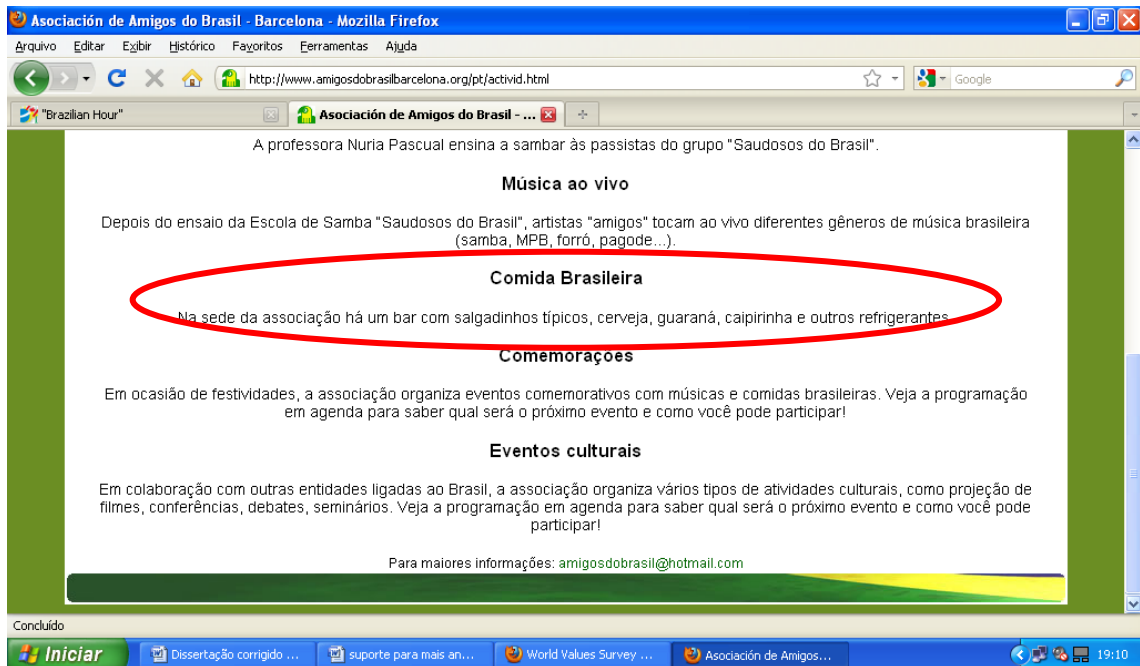 Asociación de Amigos do Brasil - Barcelona - Mozilla Firefox
Arquivo Editar Exibir Histórico Favoritos Ferramentas Ajuda
http://www.amigosdobrasilbarcelona.org/pt/activid.html Google
"Brazilian Hour" Asociación de Amigos do Brasil - ...
A professora Nuria Pascual ensina a sambar às passistas do grupo "Saudosos do Brasil".
Música ao vivo
Depois do ensaio da Escola de Samba "Saudosos do Brasil", artistas "amigos" tocam ao vivo diferentes gêneros de música brasileira
(samba, MPB, forró, pagode...).
Comida Brasileira
Na sede da associação há um bar com salgadinhos típicos, cerveja, guaraná, caipirinha e outros refrigerantes
Comemorações
Em ocasião de festividades, a associação organiza eventos comemorativos com músicas e comidas brasileiras. Veja a programação
em agenda para saber qual será o próximo evento e como você pode participar!
Eventos culturais
Em colaboração com outras entidades ligadas ao Brasil, a associação organiza vários tipos de atividades culturais, como projeção de
filmes, conferências, debates, seminários. Veja a programação em agenda para saber qual será o próximo evento e como você pode
participar!
Para maiores informações: amigosdobrasil@hotmail.com
Concluído
Iniciar Dissertação corrigido ... suporte para mais an... World Values Survey ... Asociación de Amigos... 19:10